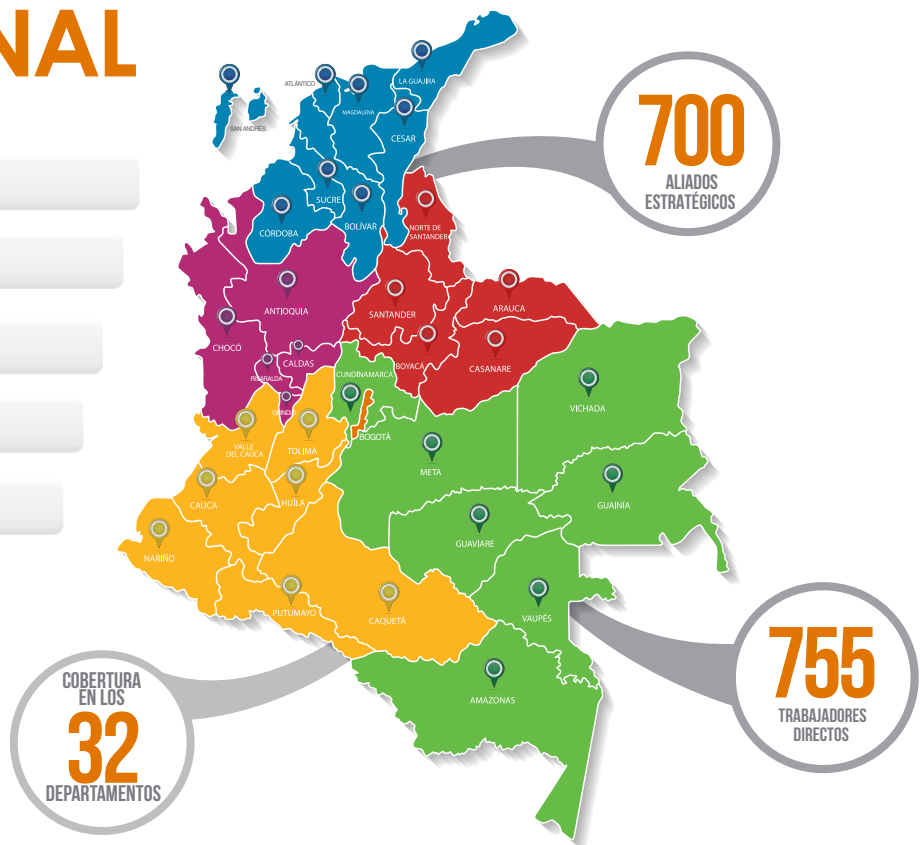 NAL
ATLÁNTICO
LA GUAJIRA
MAGDALENA
SAN ANDRÉS
CESAR
SUCRE
BOLÍVAR
CÓRDOBA
NORTE DE
SANTANDER
ANTIOQUIA
SANTANDER
ARAUCA
CHOCÓ
CALDAS
BOYACÁ
CASANARE
RISARALDA
CUNDINAMARCA
QUINDÍO
VICHADA
BOGOTÁ
VALLE
DEL CAUCA
TOLIMA
META
CAUCA
HUILA
GUAINÍA
GUAVIARE
NARIÑO
PUTUMAYO
CAQUETÁ
VAUPÉS
AMAZONAS
700
ALIADOS
ESTRATÉGICOS
755
TRABAJADORES
DIRECTOS
COBERTURA
EN LOS
32
DEPARTAMENTOS